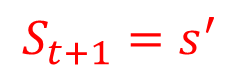 $S_{t+1} = s'$